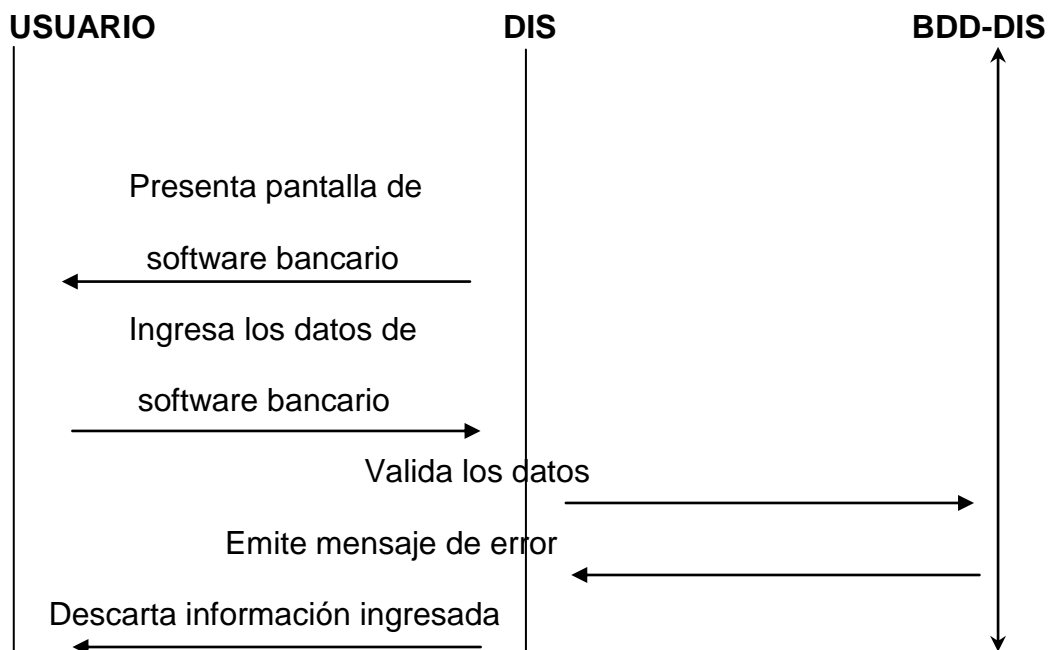 USUARIO DIS BDD-DIS
Presenta pantalla de
software bancario
Ingresa los datos de
software bancario
Valida los datos
Emite mensaje de error
Descarta información ingresada